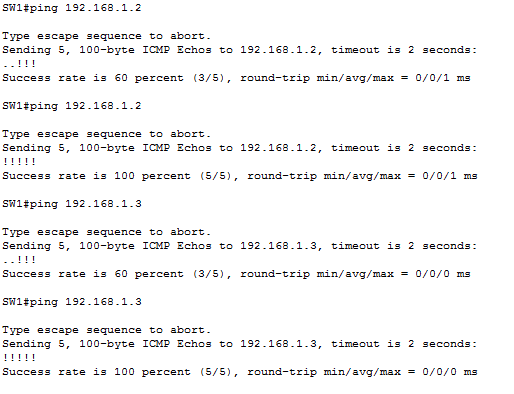 SW1#ping 192.168.1.2
Type escape sequence to abort.
Sending 5, 100-byte ICMP Echos to 192.168.1.2, timeout is 2 seconds:
..!!!
Success rate is 60 percent (3/5), round-trip min/avg/max = 0/0/1 ms
SW1#ping 192.168.1.2
Type escape sequence to abort.
Sending 5, 100-byte ICMP Echos to 192.168.1.2, timeout is 2 seconds:
!!!!!
Success rate is 100 percent (5/5), round-trip min/avg/max = 0/0/1 ms
SW1#ping 192.168.1.3
Type escape sequence to abort.
Sending 5, 100-byte ICMP Echos to 192.168.1.3, timeout is 2 seconds:
..!!!
Success rate is 60 percent (3/5), round-trip min/avg/max = 0/0/0 ms
SW1#ping 192.168.1.3
Type escape sequence to abort.
Sending 5, 100-byte ICMP Echos to 192.168.1.3, timeout is 2 seconds:
!!!!!
Success rate is 100 percent (5/5), round-trip min/avg/max = 0/0/0 ms